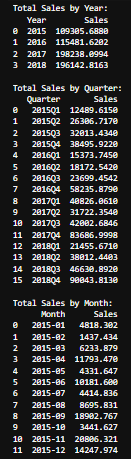 Total Sales by Year:
Year Sales
0 2015 109305.6880
1 2016 115481.6202
2 2017 198238.0994
3 2018 196142.8163
Total Sales by Quarter:
Quarter Sales
0 2015Q1 12489.6150
1 2015Q2 26306.7170
2 2015Q3 32013.4340
3 2015Q4 38495.9220
4 2016Q1 15373.7450
5 2016Q2 18172.5420
6 2016Q3 23699.4542
7 2016Q4 58235.8790
8 2017Q1 40826.0610
9 2017Q2 31722.3540
10 2017Q3 42002.6846
11 2017Q4 83686.9998
12 2018Q1 21455.6710
13 2018Q2 38012.4403
14 2018Q3 46630.8920
15 2018Q4 90043.8130
Total Sales by Month:
Month Sales
0 2015-01 4818.302
1 2015-02 1437.434
2 2015-03 6233.879
3 2015-04 11793.470
4 2015-05 4331.647
5 2015-06 10181.600
6 2015-07 4414.836
7 2015-08 8695.831
8 2015-09 18902.767
9 2015-10 3441.627
10 2015-11 20806.321
11 2015-12 14247.974